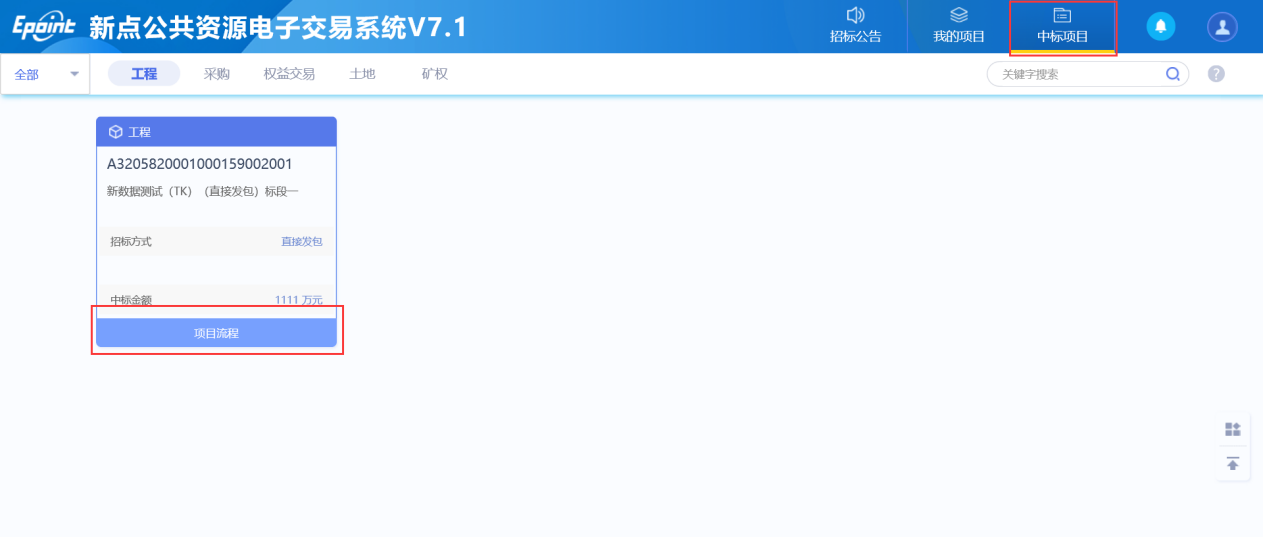 Epoint 新点公共资源电子交易系统V7.1
招标公告 我的项目 中标项目
全部 工程 采购 权益交易 土地 矿权 关键字搜索 ?
工程
A3205820001000159002001
新数据测试（TK）（直接发包）标段一
招标方式 直接发包
中标金额 1111 万元
项目流程